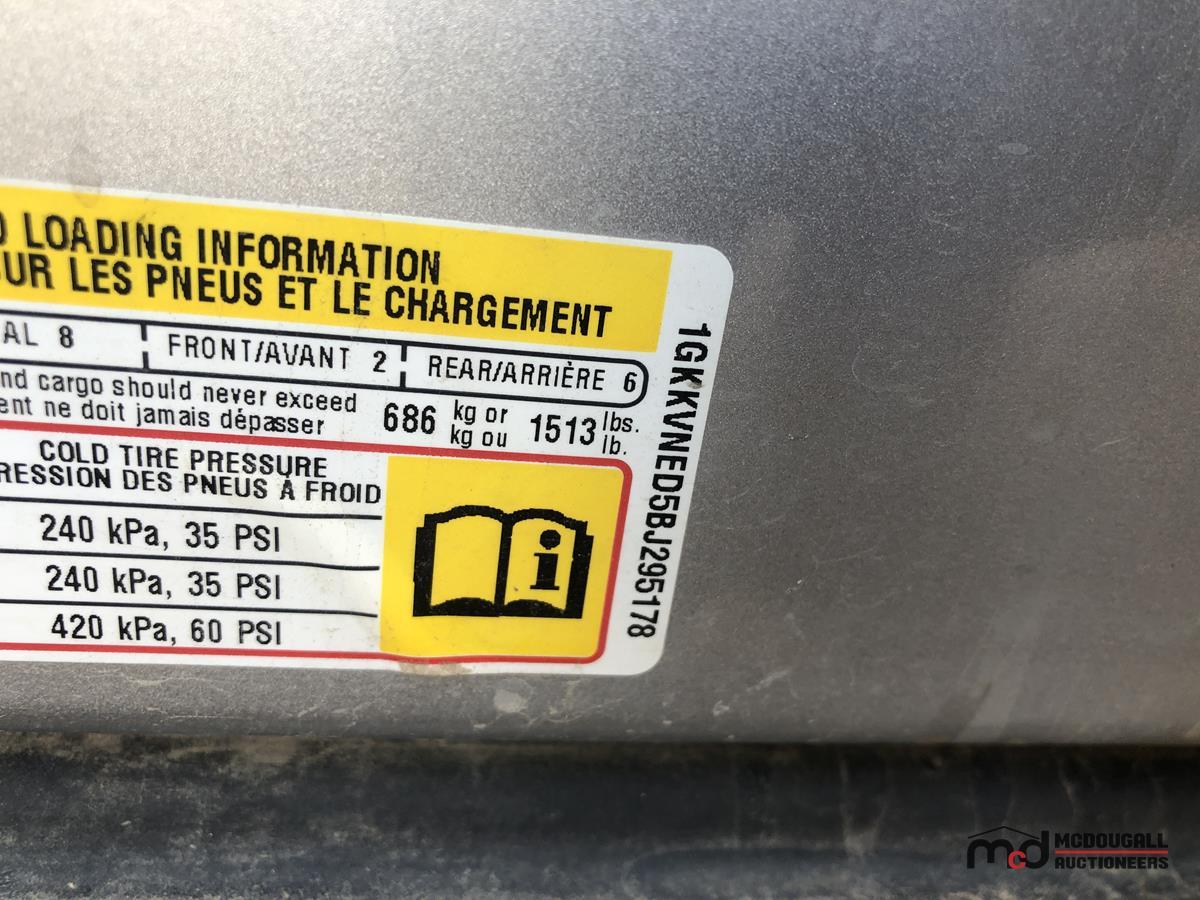 LOADING INFORMATION
SUR LES PNEUS ET LE CHARGEMENT
AL 8 FRONT/AVANT 2 REAR/ARRIÈRE 6
nd cargo should never exceed 686 kg or 1513 lbs.
ent ne doit jamais dépasser kg ou lb.
COLD TIRE PRESSURE
RESSION DES PNEUS À FROID
240 kPa, 35 PSI
240 kPa, 35 PSI
420 kPa, 60 PSI
i
1GKKVNED5BJ295178
mcd MCDOUGALL
AUCTIONEERS